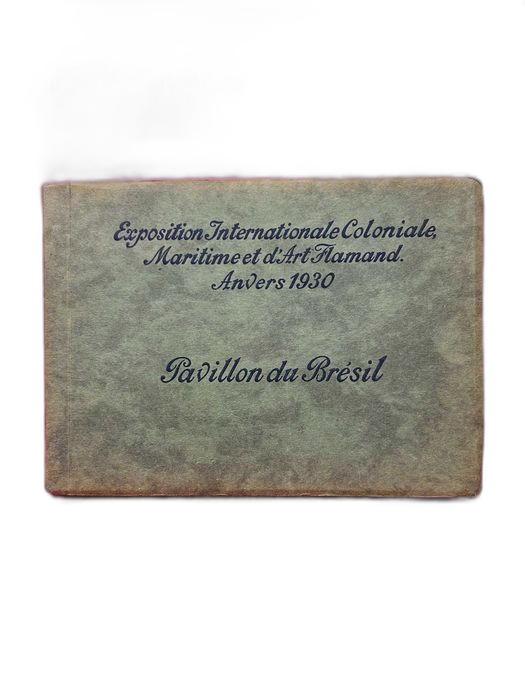 Exposition Internationale Coloniale,
Maritime et d'Art Flamand.
Anvers 1930
Pavillon du Brésil